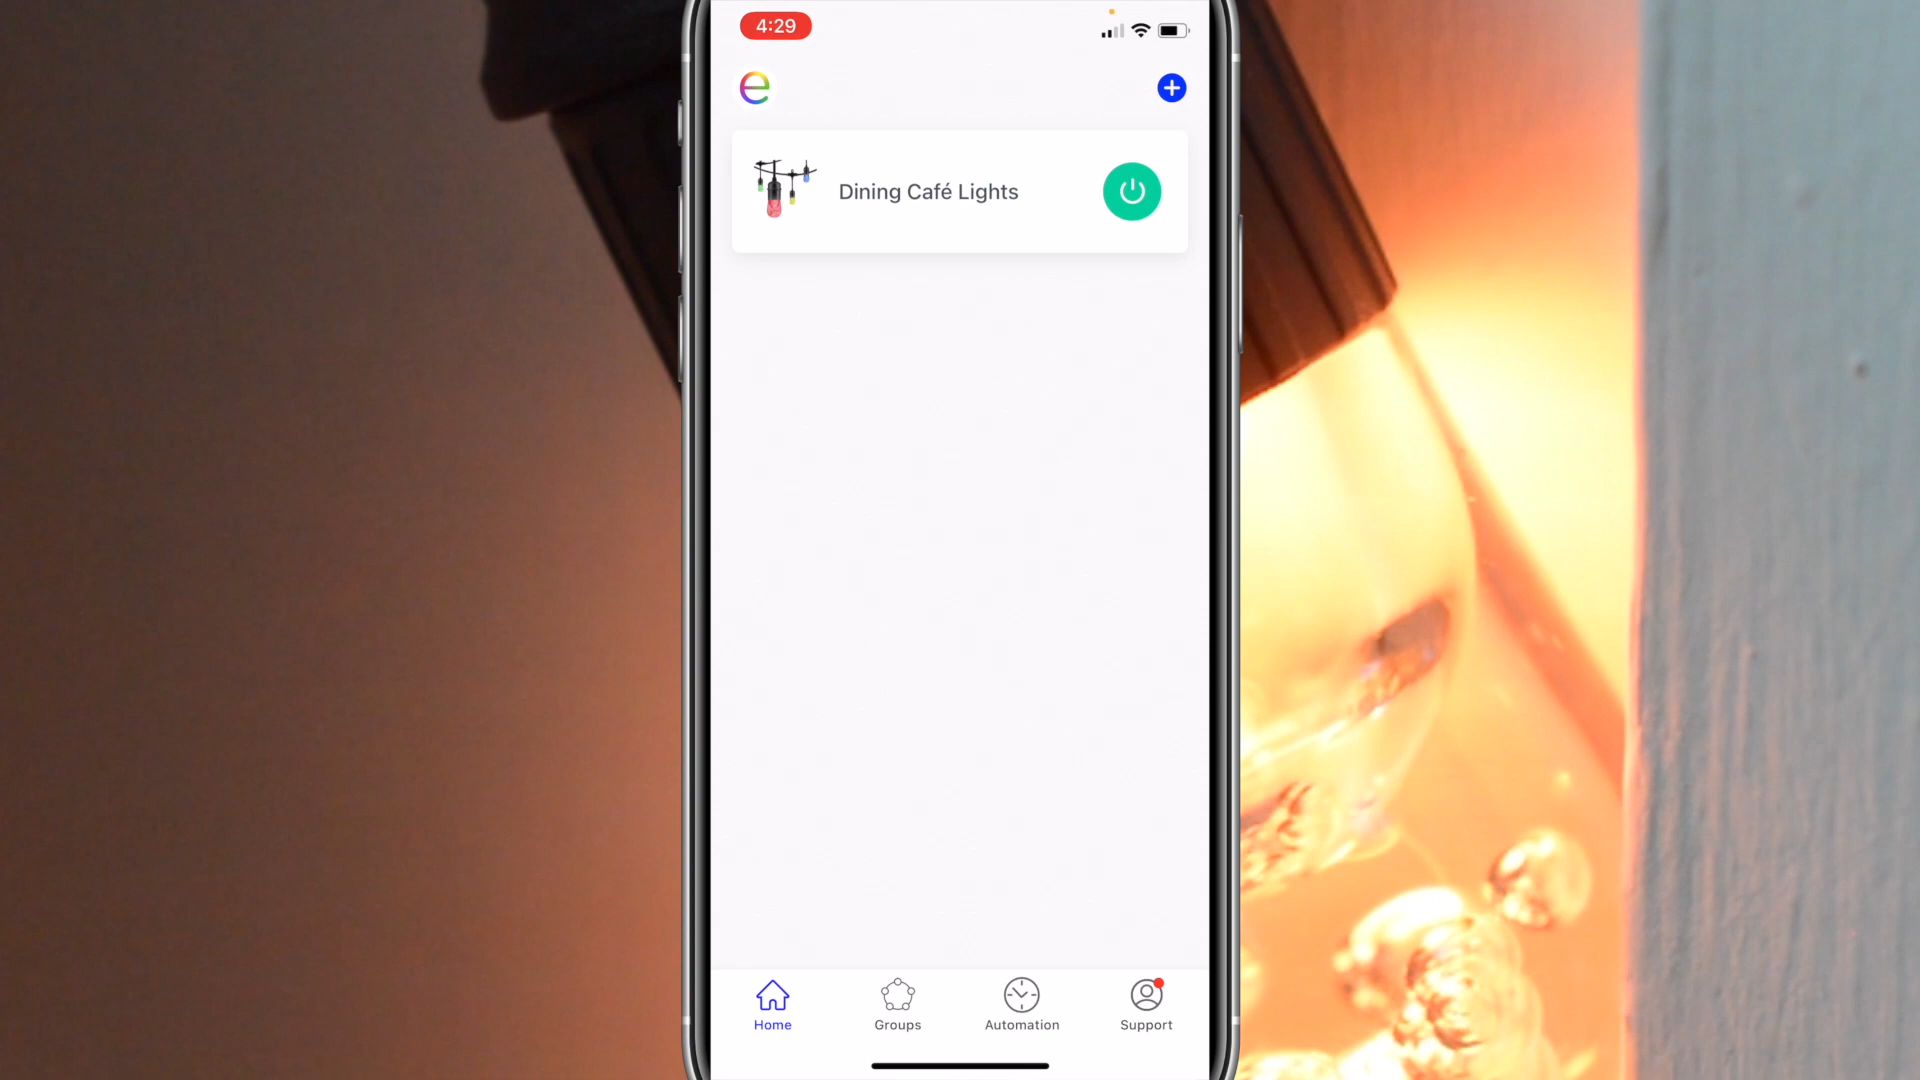 4:29
e
Dining Café Lights
Home
Groups
Automation
Support